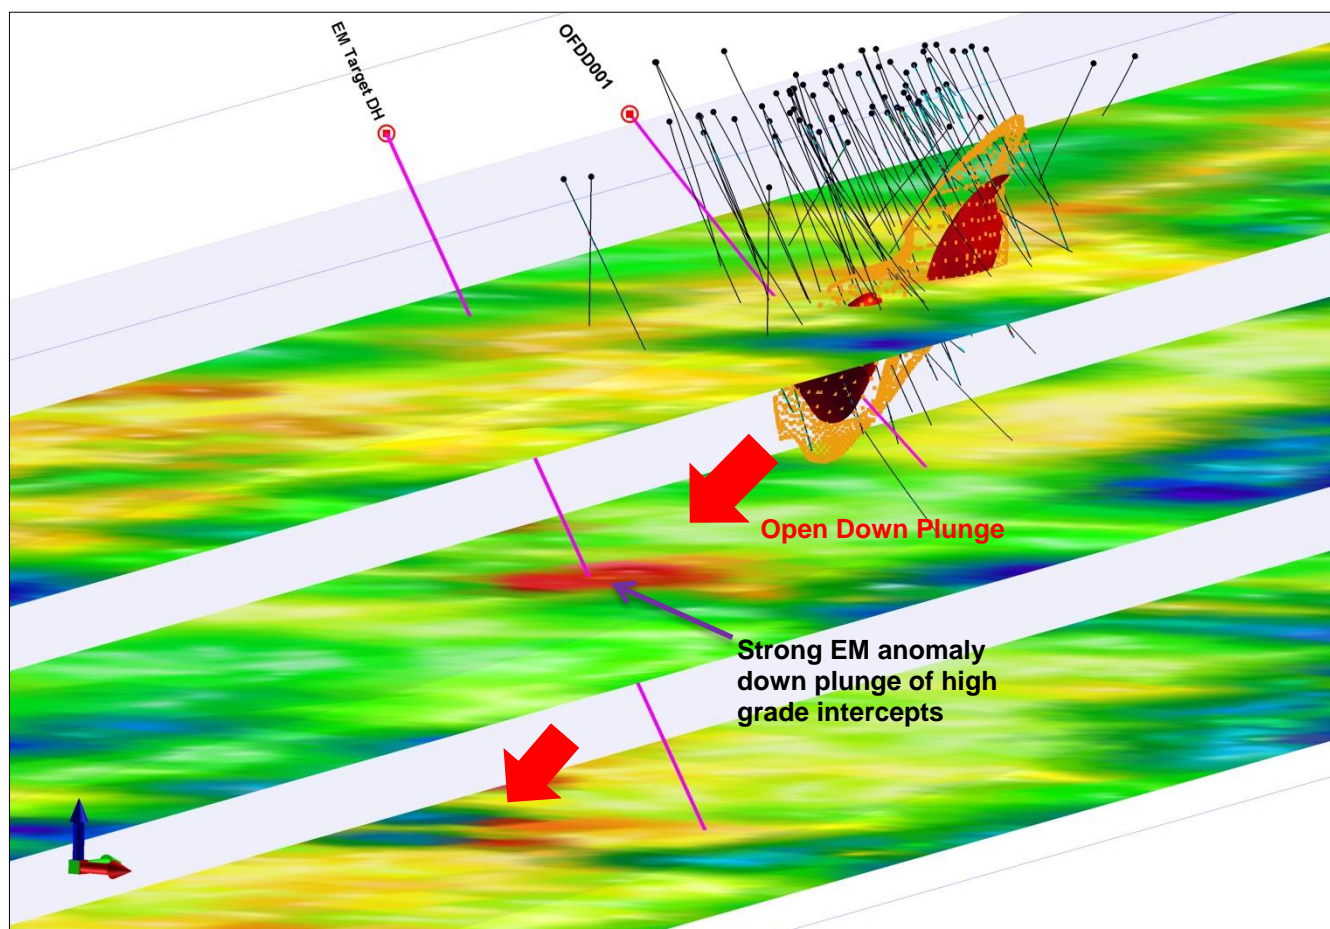 EM Target DH
OFDD001
Open Down Plunge
Strong EM anomaly
down plunge of high
grade intercepts